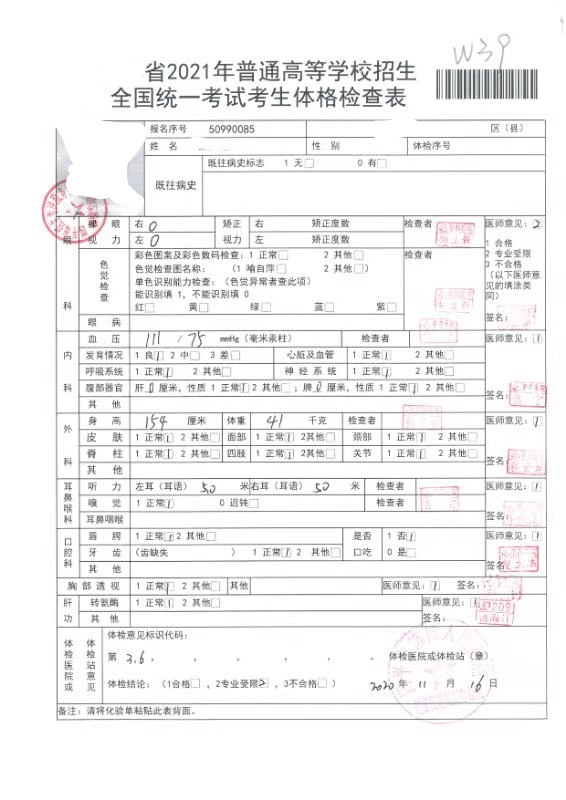 W39
省2021年普通高等学校招生
全国统一考试考生体格检查表
报名序号 50990085 区（县）
姓 名 性 别 体检序号
既往病史 既往病史标志 1 无□ 0 有□
眼科 裸眼视力 右 0 矫正视力 右 矫正度数 检查者 医师意见：2
左 0 左 矫正度数
1 合格
2 专业受限
3 不合格
（以下医师意见的填涂类同）
签名：
色觉检查 彩色图案及彩色数码检查：1 正常□ 2 其他□ 检查者
色觉检查图名称： （1 喻自萍□ 2 其他□）
单色识别能力检查：（色觉异常者查此项）
能识别填 1，不能识别填 0
红□ 黄□ 绿□ 蓝□ 紫□
眼 病
内科 血 压 111 / 75 mmHg（毫米汞柱） 检查者 医师意见：1
发育情况 1 良 2 中□ 3 差□ 心脏及血管 1 正常 2 其他□
呼吸系统 1 正常 2 其他□ 神 经 系 统 1 正常 2 其他□
腹部器官 肝 0 厘米，性质 1 正常 2 其他□；脾 0 厘米，性质 1 正常 2 其他□ 签名：
其 他
外科 身 高 154 厘米 体重 41 千克 检查者 医师意见：1
皮 肤 1 正常 2 其他□ 面部 1 正常 2其他□ 颈部 1 正常 2 其他□
脊 柱 1 正常 2 其他□ 四肢 1 正常 2其他□ 关节 1 正常 2 其他□ 签名：
其 他
耳鼻喉科 听 力 左耳（耳语） 5.0 米右耳（耳语） 5.0 米 检查者 医师意见：1
嗅 觉 1 正常 0 迟钝□ 检查者
耳鼻咽喉 签名：
口腔科 唇 腭 1 正常 2 其他□ 是否口吃 1 否 医师意见：1
牙 齿 （齿缺失 ） 1 正常 2 其他□ 0 是□
其 他 签名：
胸部透视 1 正常 2 其他□ 其他 医师意见：1 签名：
肝功 转氨酶 1 正常 2 其他□ 医师意见：1
其 他 签名：
体检医院或体检站意见 体检意见标识代码：
第 3.6 ， ， ， ， ， ， 体检医院或体检站（章）
体检结论：（1合格□ ，2专业受限2 ，3不合格□ ） 2020 年 11 月 16 日
备注：请将化验单粘贴此表背面。